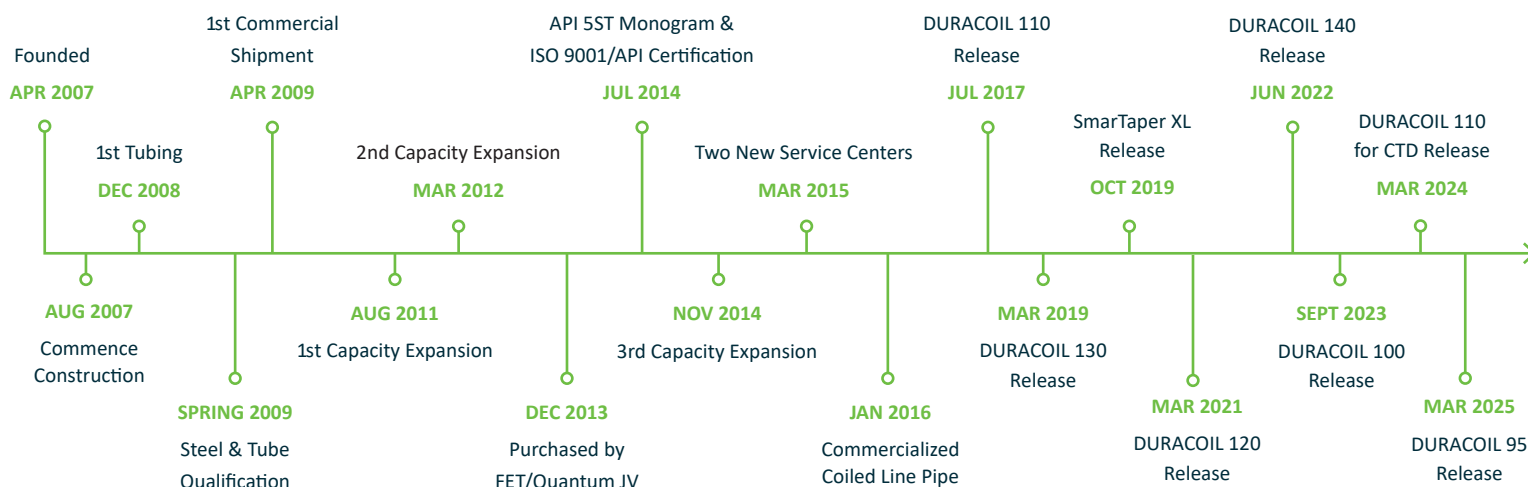 Founded
APR 2007
AUG 2007
Commence
Construction
1st Tubing
DEC 2008
SPRING 2009
Steel & Tube
Qualification
1st Commercial
Shipment
APR 2009
AUG 2011
1st Capacity Expansion
2nd Capacity Expansion
MAR 2012
DEC 2013
Purchased by
FET/Quantum JV
API 5ST Monogram &
ISO 9001/API Certification
JUL 2014
NOV 2014
3rd Capacity Expansion
Two New Service Centers
MAR 2015
JAN 2016
Commercialized
Coiled Line Pipe
DURACOIL 110
Release
JUL 2017
MAR 2019
DURACOIL 130
Release
SmarTaper XL
Release
OCT 2019
MAR 2021
DURACOIL 120
Release
DURACOIL 140
Release
JUN 2022
SEPT 2023
DURACOIL 100
Release
DURACOIL 110
for CTD Release
MAR 2024
MAR 2025
DURACOIL 95
Release